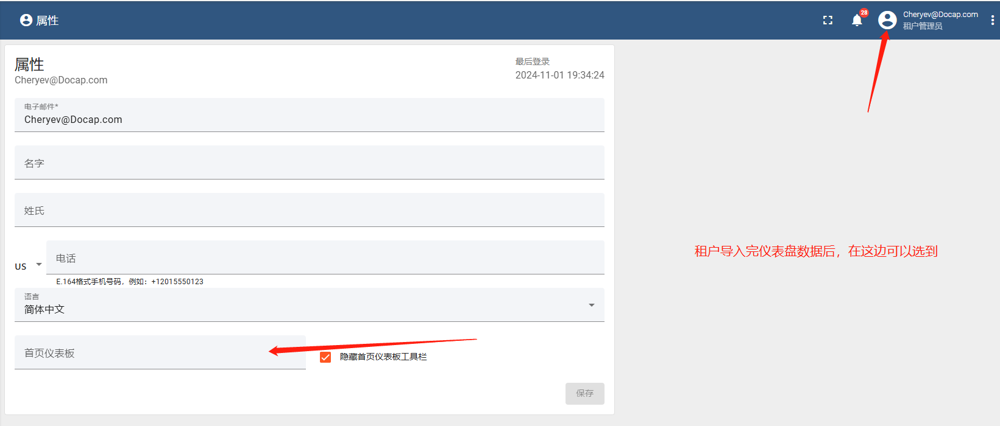 属性
28
Cheryev@Docap.com
租户管理员
属性
Cheryev@Docap.com
最后登录
2024-11-01 19:34:24
电子邮件*
Cheryev@Docap.com
名字
姓氏
US
电话
E.164格式手机号码，例如：+12015550123
语言
简体中文
首页仪表板
隐藏首页仪表板工具栏
保存
租户导入完仪表盘数据后，在这边可以选到